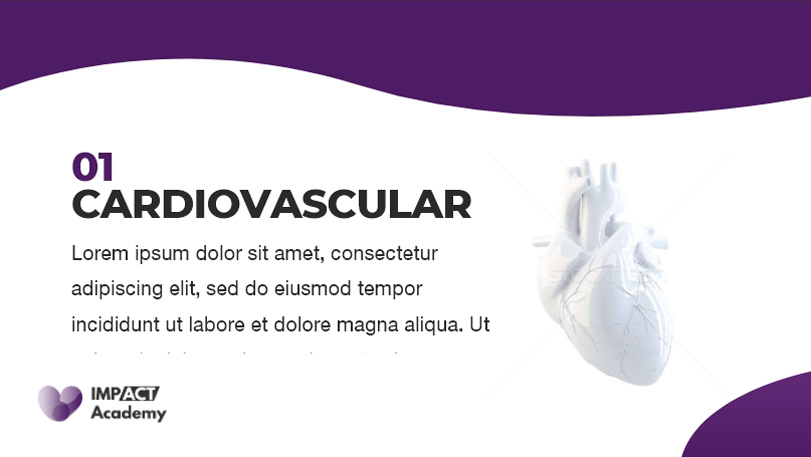 01
CARDIOVASCULAR
Lorem ipsum dolor sit amet, consectetur
adipiscing elit, sed do eiusmod tempor
incididunt ut labore et dolore magna aliqua. Ut
IMPACT
Academy